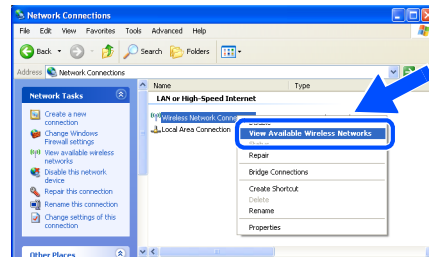 Network Connections
File Edit View Favorites Tools Advanced Help
Back Search Folders
Address Network Connections
Name Type
LAN or High-Speed Internet
Wireless Network Conne
Local Area Connection
Network Tasks
Create a new
connection
Change Windows
Firewall settings
View available wireless
networks
Disable this network
device
Repair this connection
Rename this connection
Change settings of this
connection
Other Places
View Available Wireless Networks
Repair
Bridge Connections
Create Shortcut
Delete
Rename
Properties